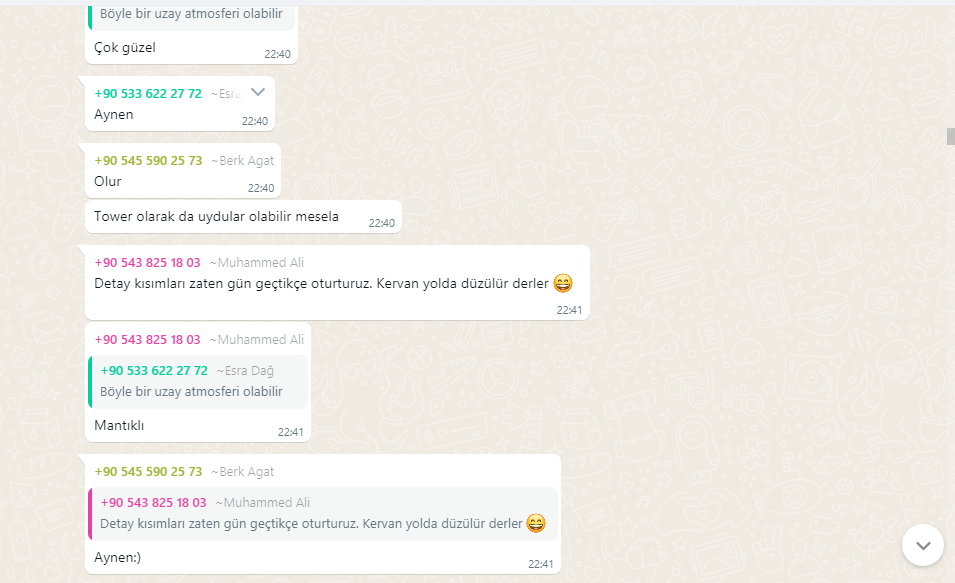 Böyle bir uzay atmosferi olabilir
Çok güzel
22:40
+90 533 622 27 72 ~Esra
Aynen
22:40
+90 545 590 25 73 ~Berk Agat
Olur
22:40
Tower olarak da uydular olabilir mesela
22:40
+90 543 825 18 03 ~Muhammed Ali
Detay kısımları zaten gün geçtikçe oturturuz. Kervan yolda düzülür derler 😄
22:41
+90 543 825 18 03 ~Muhammed Ali
+90 533 622 27 72 ~Esra Dağ
Böyle bir uzay atmosferi olabilir
Mantıklı
22:41
+90 545 590 25 73 ~Berk Agat
+90 543 825 18 03 ~Muhammed Ali
Detay kısımları zaten gün geçtikçe oturturuz. Kervan yolda düzülür derler 😄
Aynen:)
22:41